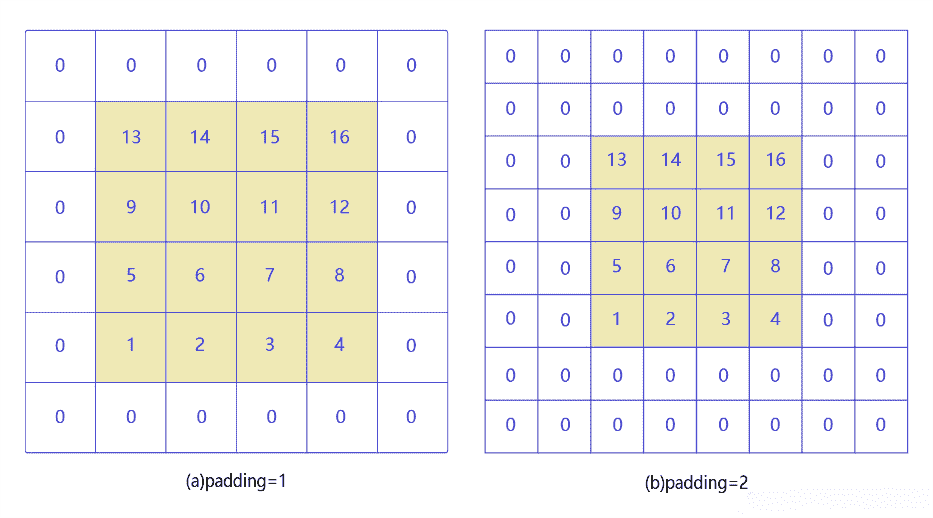 0 0 0 0 0 0
0 13 14 15 16 0
0 9 10 11 12 0
0 5 6 7 8 0
0 1 2 3 4 0
0 0 0 0 0 0
(a)padding=1
0 0 0 0 0 0 0 0
0 0 0 0 0 0 0 0
0 0 13 14 15 16 0 0
0 0 9 10 11 12 0 0
0 0 5 6 7 8 0 0
0 0 1 2 3 4 0 0
0 0 0 0 0 0 0 0
0 0 0 0 0 0 0 0
(b)padding=2